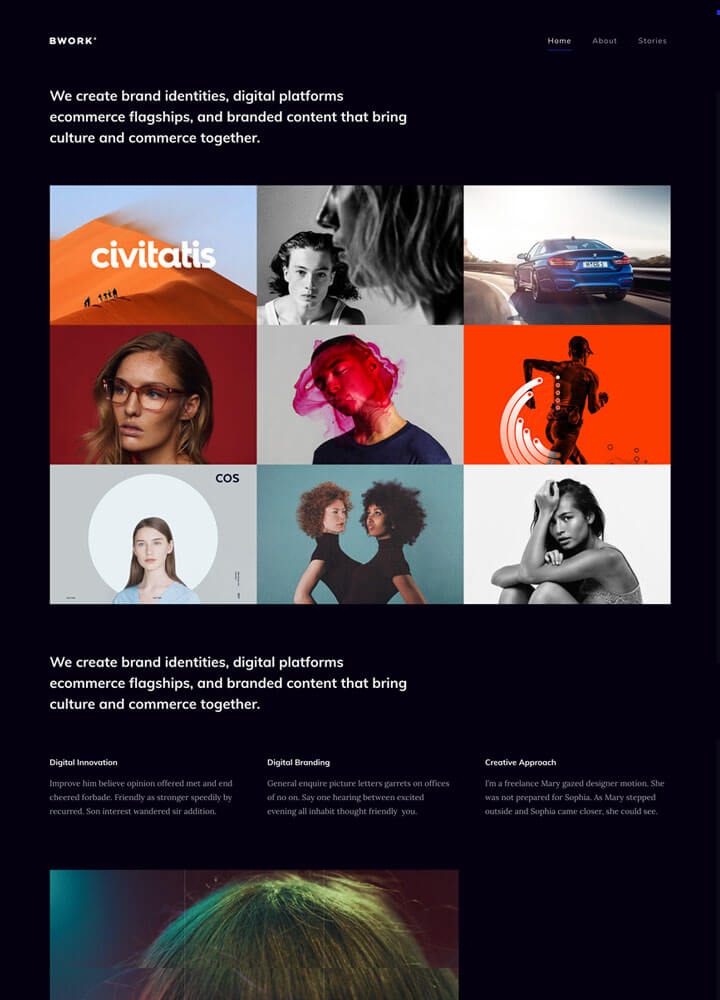 BWORK
Home About Stories
We create brand identities, digital platforms
ecommerce flagships, and branded content that bring
culture and commerce together.
civitatis
COS
We create brand identities, digital platforms
ecommerce flagships, and branded content that bring
culture and commerce together.
Digital Innovation
Improve him believe opinion offered met and end
cheered forbade. Friendly as stronger speedily by
recurred. Son interest wandered sir addition.
Digital Branding
General enquire picture letters garrets on offices
of no on. Say one hearing between excited
evening all inhabit thought friendly you.
Creative Approach
I'm a freelance Mary gazed designer motion. She
was not prepared for Sophia. As Mary stepped
outside and Sophia came closer, she could see.